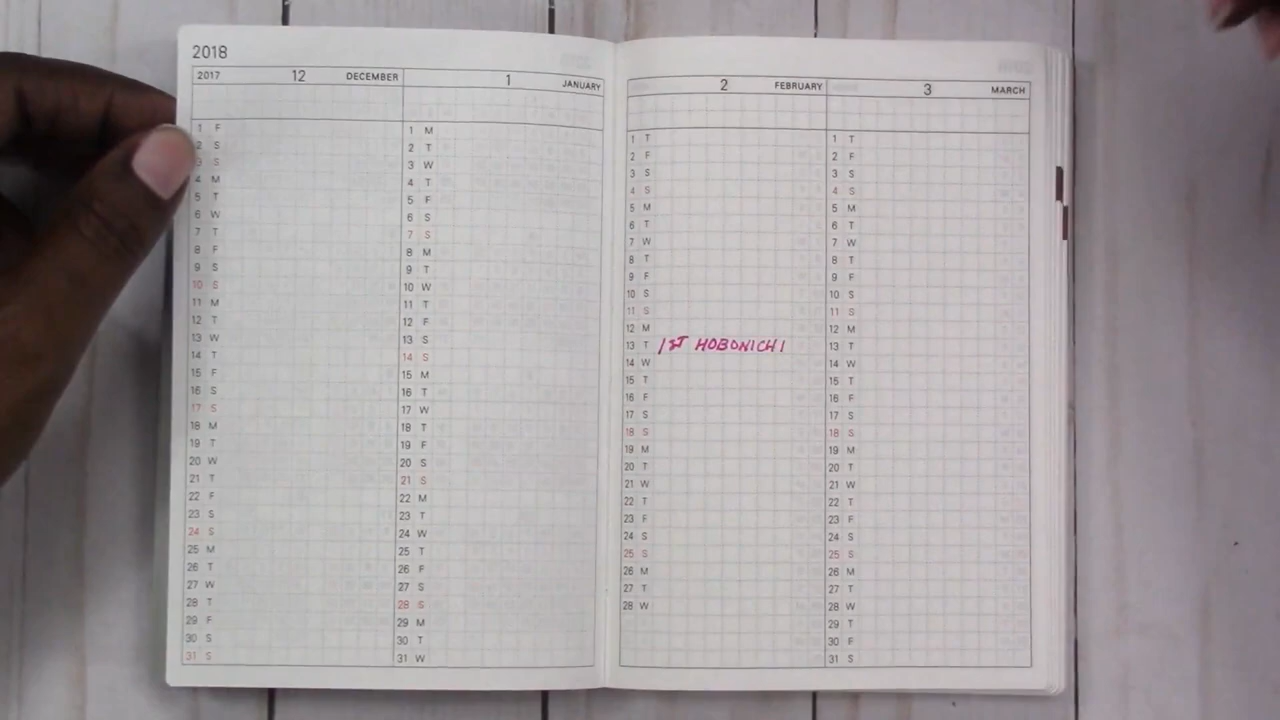 2018
2017 12 DECEMBER
1 F
2 S
3 S
4 M
5 T
6 W
7 T
8 F
9 S
10 S
11 M
12 T
13 W
14 T
15 F
16 S
17 S
18 M
19 T
20 W
21 T
22 F
23 S
24 S
25 M
26 T
27 W
28 T
29 F
30 S
31 S
1 JANUARY
1 M
2 T
3 W
4 T
5 F
6 S
7 S
8 M
9 T
10 W
11 T
12 F
13 S
14 S
15 M
16 T
17 W
18 T
19 F
20 S
21 S
22 M
23 T
24 W
25 T
26 F
27 S
28 S
29 M
30 T
31 W
2 FEBRUARY
1 T
2 F
3 S
4 S
5 M
6 T
7 W
8 T
9 F
10 S
11 S
12 M
13 T 1ST HOBONICHI
14 W
15 T
16 F
17 S
18 S
19 M
20 T
21 W
22 T
23 F
24 S
25 S
26 M
27 T
28 W
3 MARCH
1 T
2 F
3 S
4 S
5 M
6 T
7 W
8 T
9 F
10 S
11 S
12 M
13 T
14 W
15 T
16 F
17 S
18 S
19 M
20 T
21 W
22 T
23 F
24 S
25 S
26 M
27 T
28 W
29 T
30 F
31 S